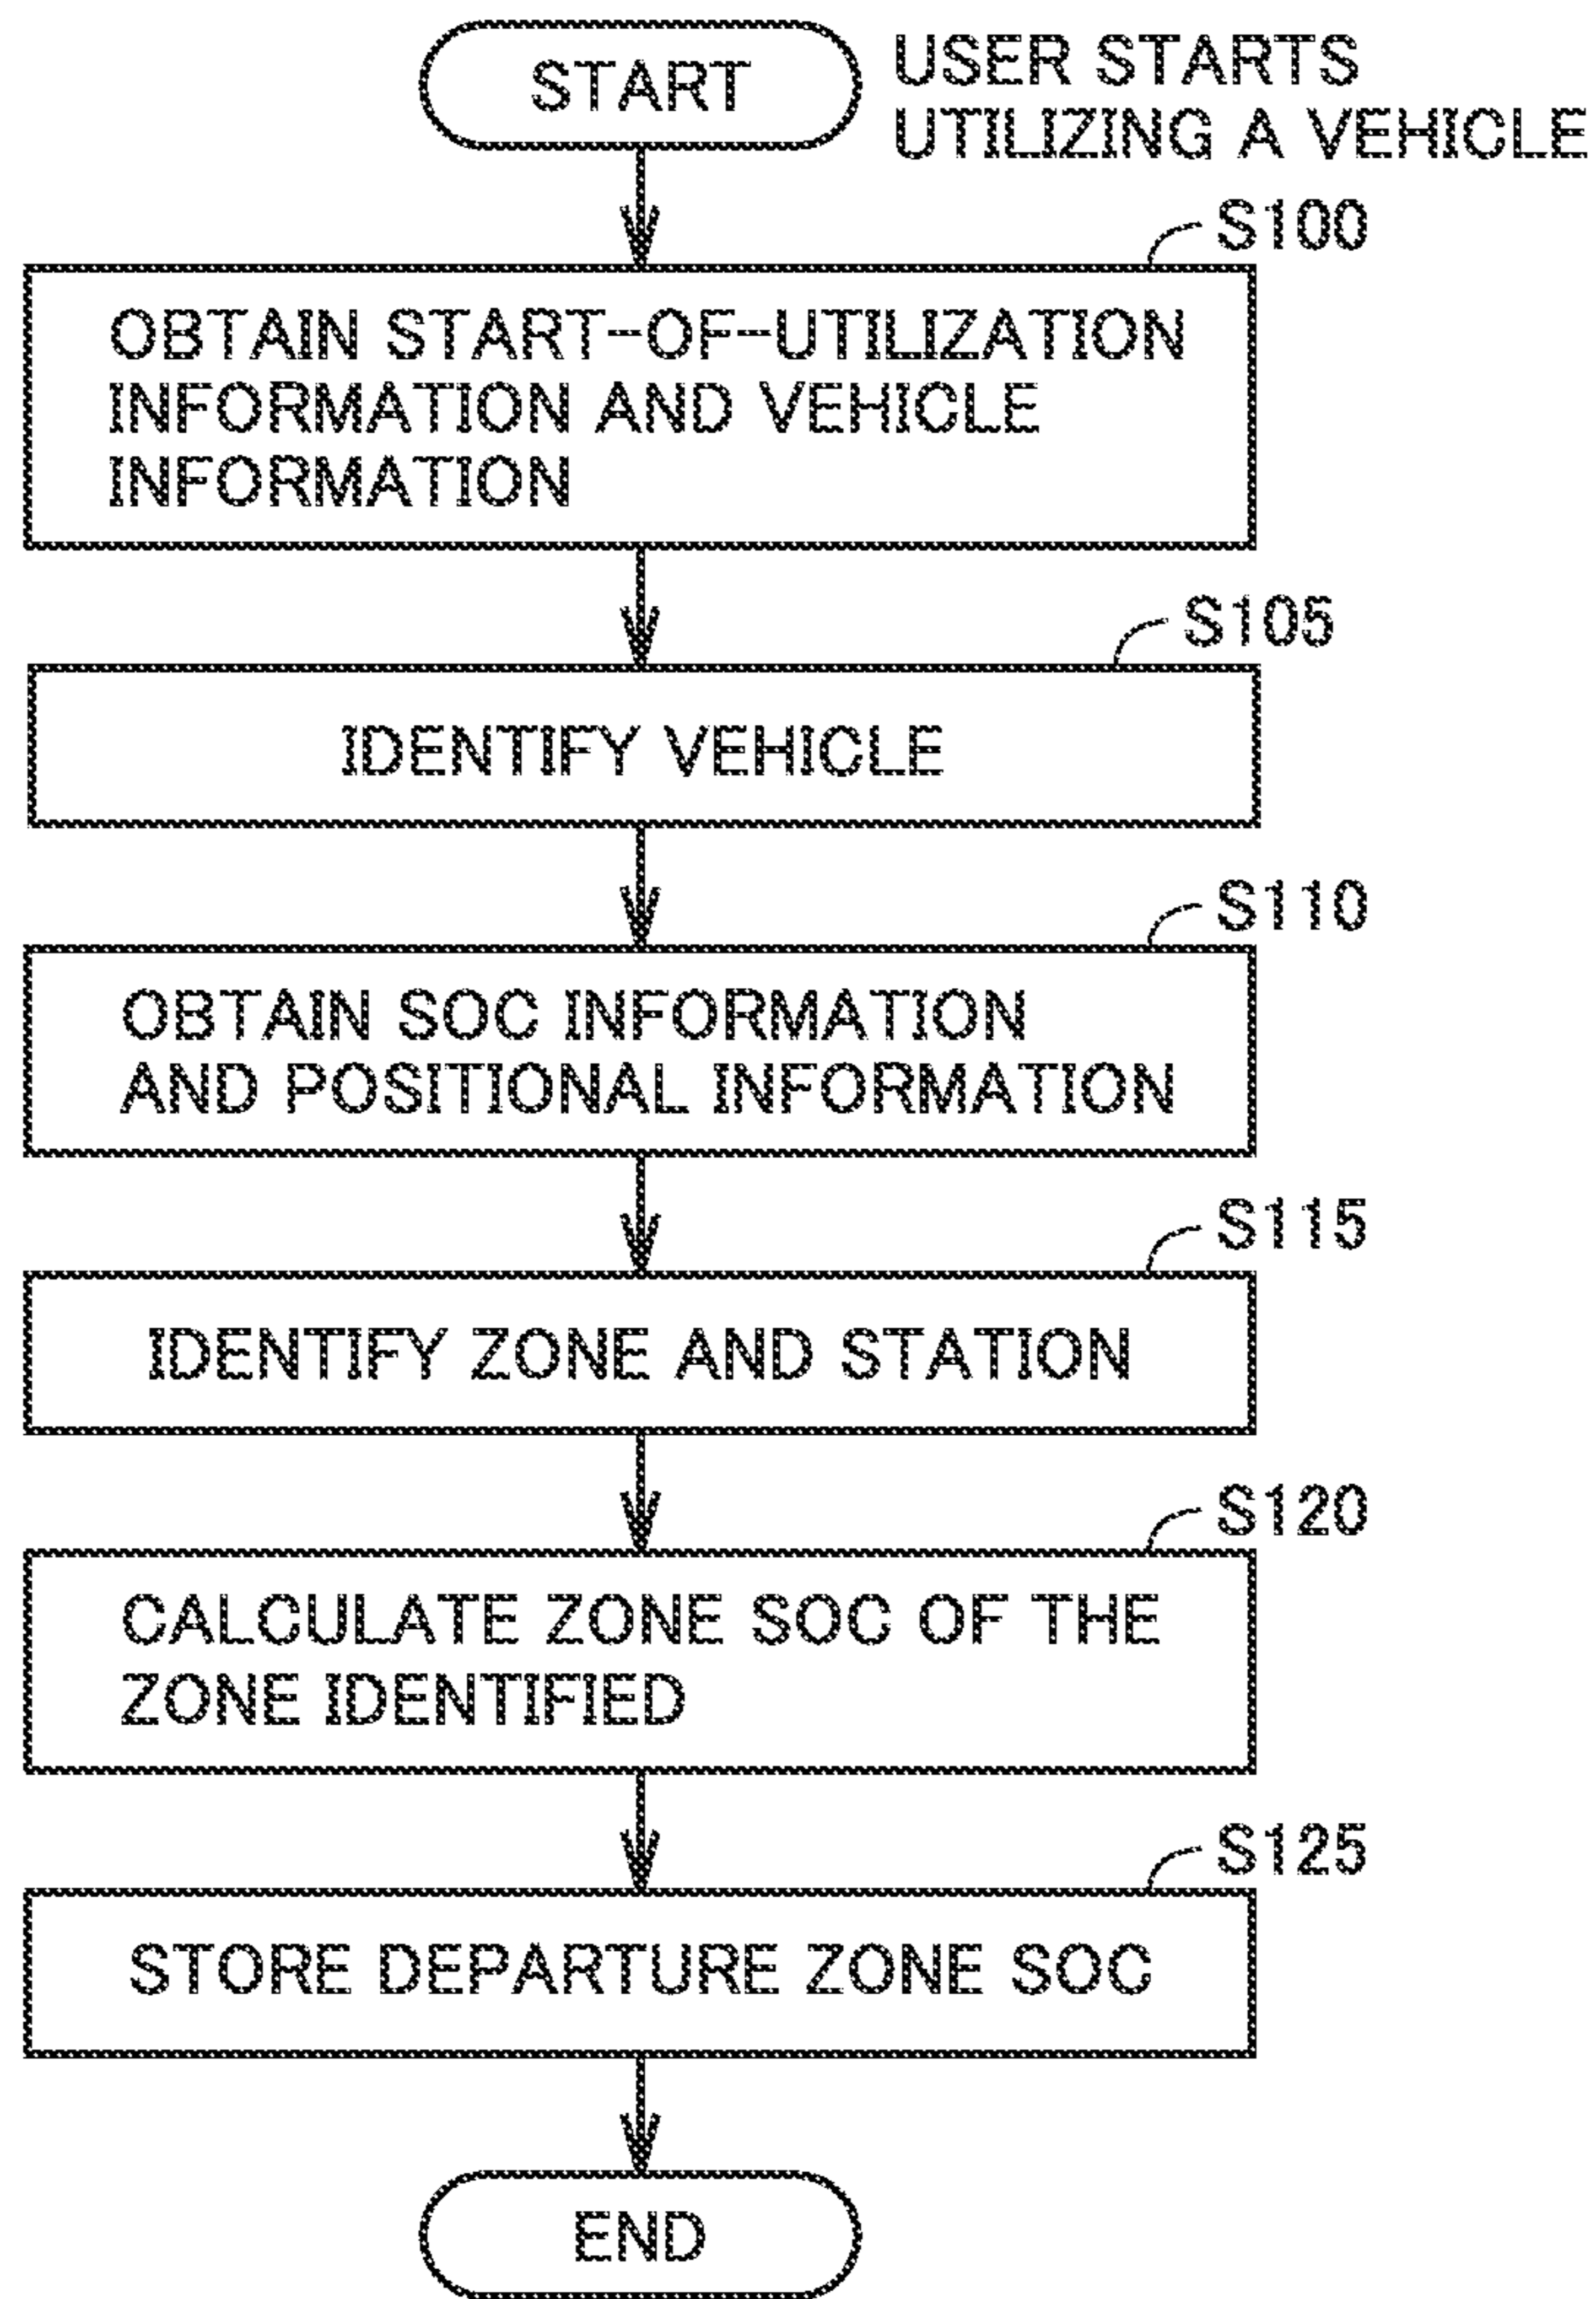 START
USER STARTS
UTILIZING A VEHICLE
S100
OBTAIN START-OF-UTILIZATION
INFORMATION AND VEHICLE
INFORMATION
S105
IDENTIFY VEHICLE
S110
OBTAIN SOC INFORMATION
AND POSITIONAL INFORMATION
S115
IDENTIFY ZONE AND STATION
S120
CALCULATE ZONE SOC OF THE
ZONE IDENTIFIED
S125
STORE DEPARTURE ZONE SOC
END